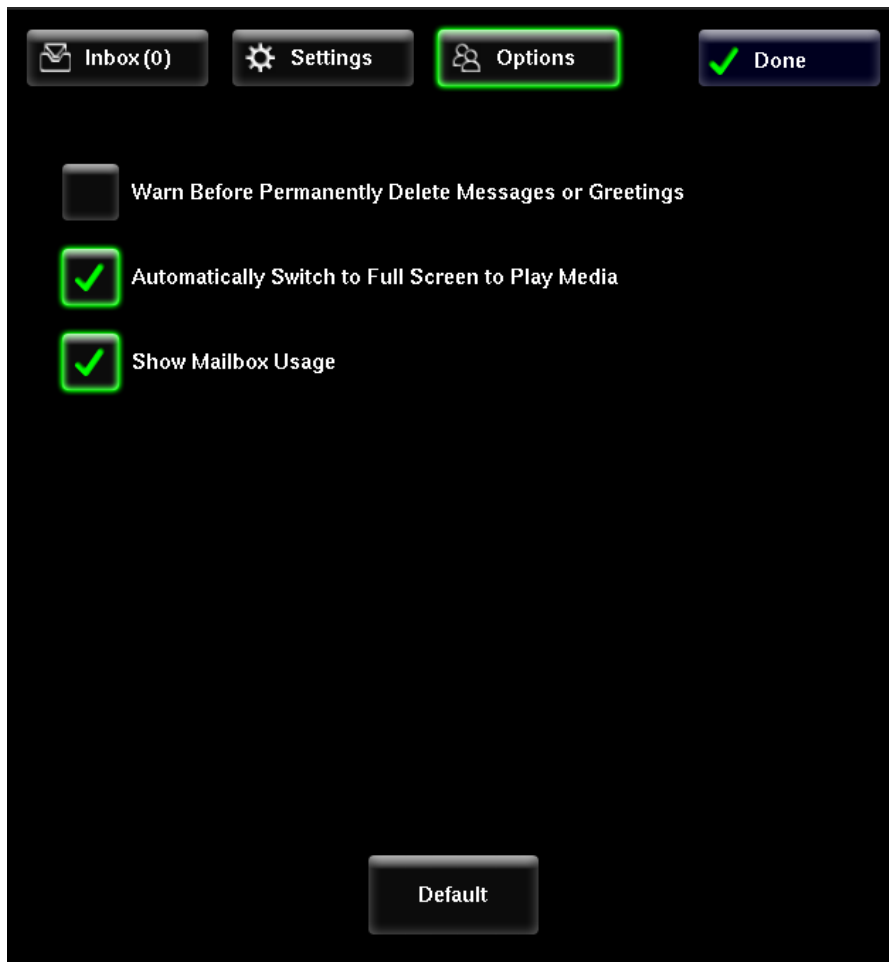 Inbox (0)
Settings
Options
Done
Warn Before Permanently Delete Messages or Greetings
Automatically Switch to Full Screen to Play Media
Show Mailbox Usage
Default